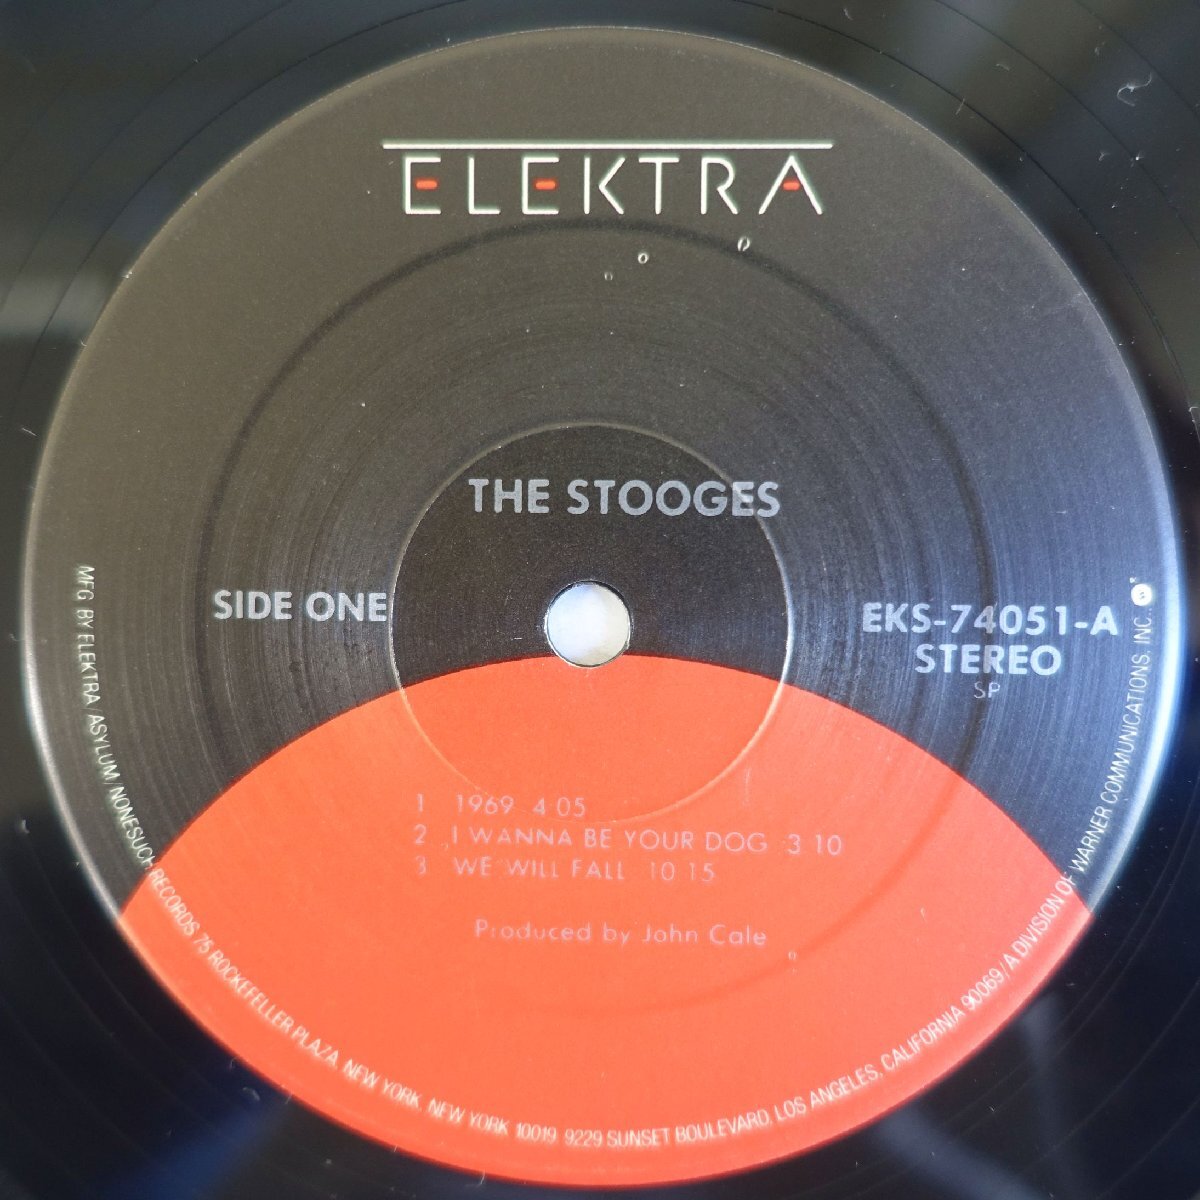 ELEKTRA
THE STOOGES
SIDE ONE
EKS-74051-A
STEREO
SP
1 1969 4 05
2 I WANNA BE YOUR DOG 3 10
3 WE WILL FALL 10 15
Produced by John Cale
MFG BY ELEKTRA/ASYLUM/NONESUCH RECORDS 75 ROCKEFELLER PLAZA, NEW YORK, NEW YORK 10019 9229 SUNSET BOULEVARD, LOS ANGELES, CALIFORNIA 90069/A DIVISION OF WARNER COMMUNICATIONS, INC.